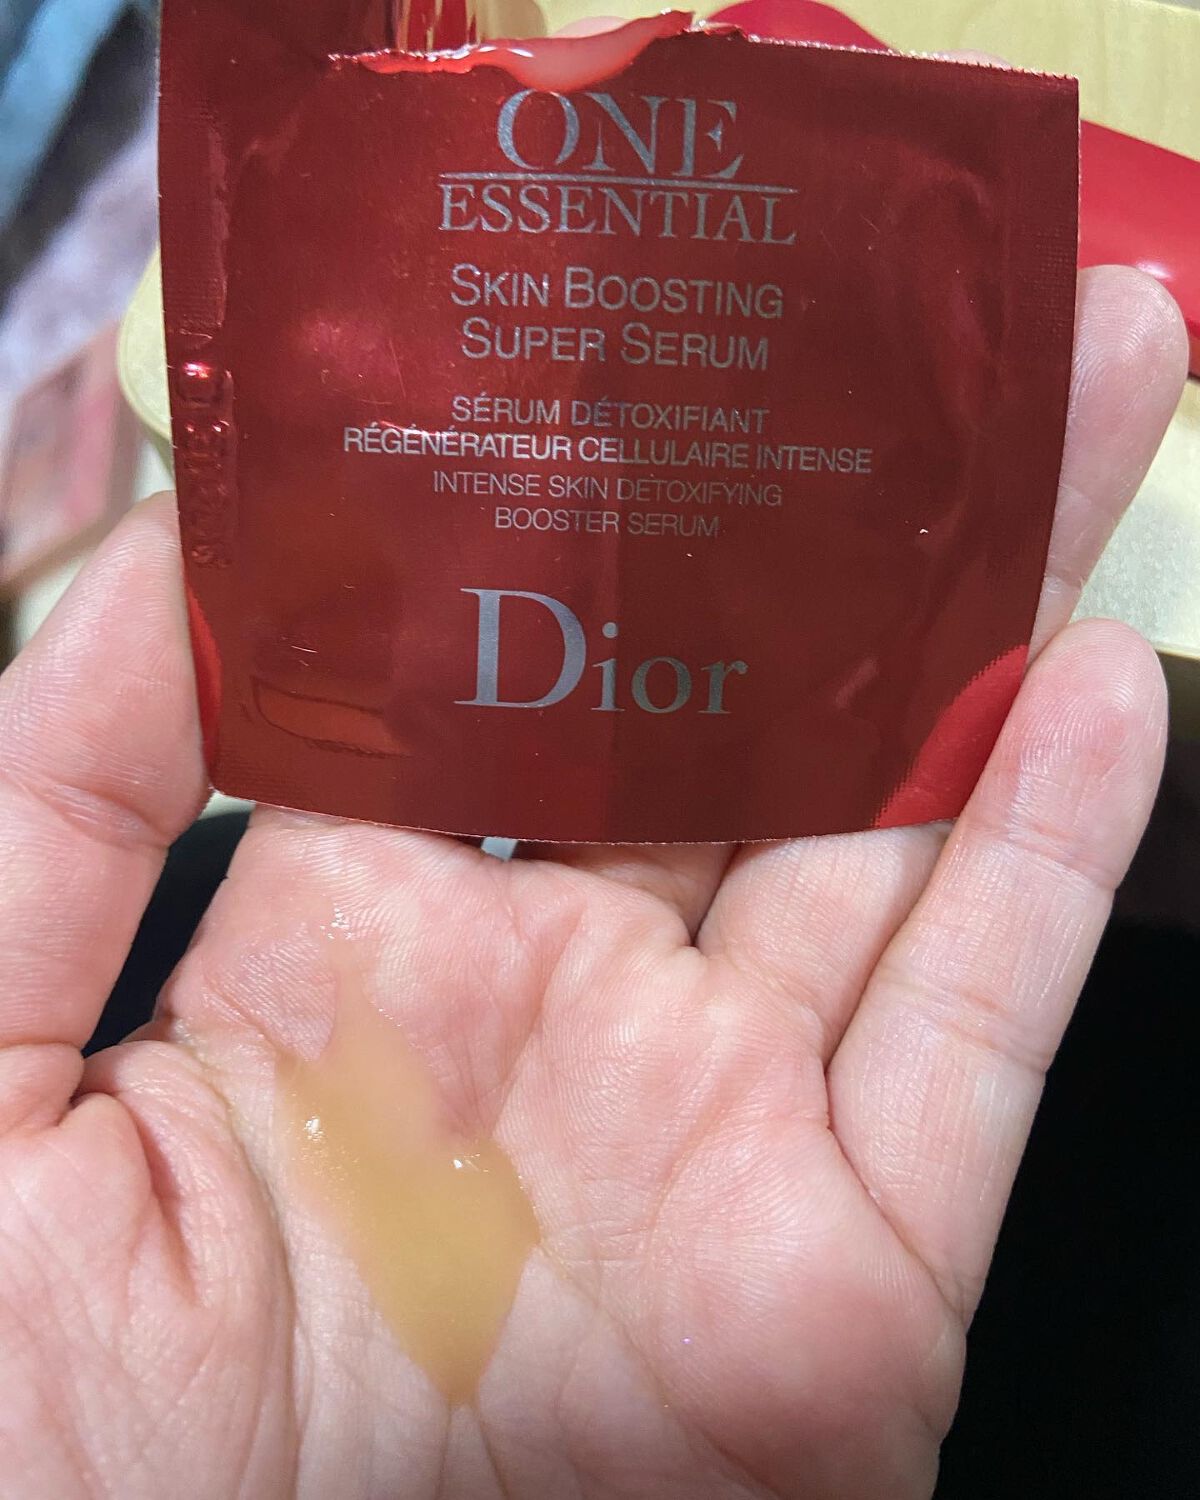 ONE
ESSENTIAL
SKIN BOOSTING
SUPER SERUM
SÉRUM DÉTOXIFIANT
RÉGÉNÉRATEUR CELLULAIRE INTENSE
INTENSE SKIN DETOXIFYING
BOOSTER SERUM
Dior